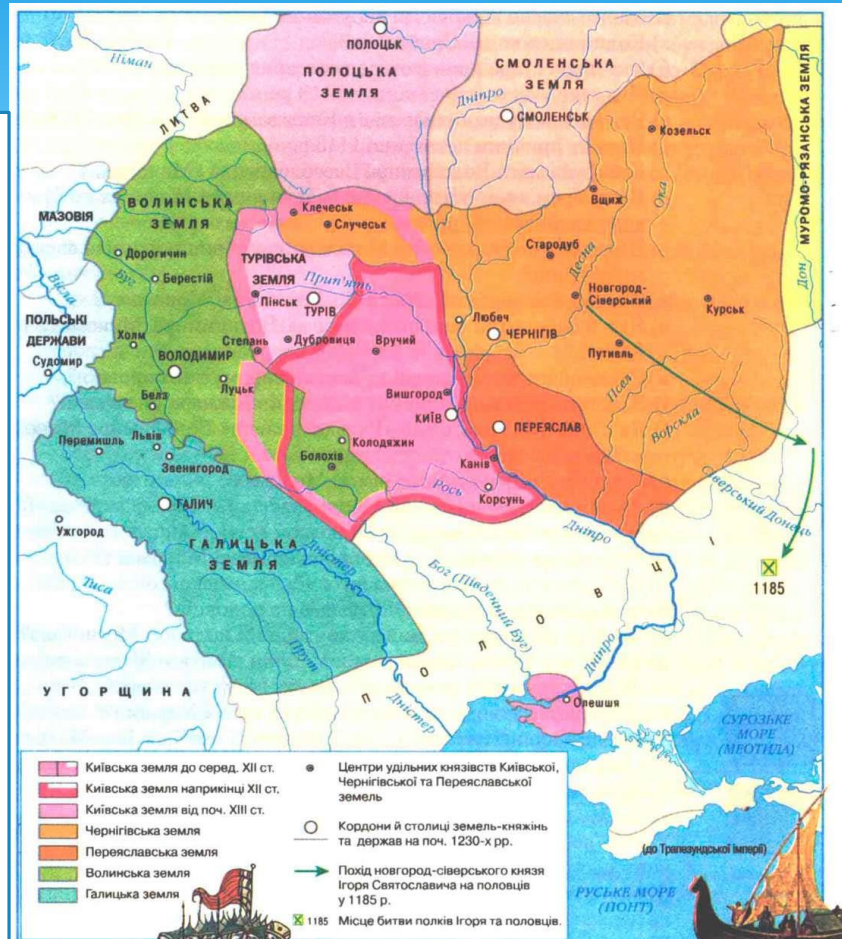 ПОЛОЦЬК
ПОЛОЦЬКА
ЗЕМЛЯ
СМОЛЕНСЬКА
ЗЕМЛЯ
Німан
ЛИТВА
Дніпро
СМОЛЕНСЬК
Козельск
МУРОМО-РЯЗАНСЬКА ЗЕМЛЯ
МАЗОВІЯ
ВОЛИНСЬКА
ЗЕМЛЯ
Клечеськ
Случеськ
Вщиж
Ока
Дорогичин
Берестій
Буг
Вісла
ТУРІВСЬКА
ЗЕМЛЯ
Прип'ять
Пінськ
ТУРІВ
Стародуб
Десна
Новгород-
Сіверський
Дон
Курськ
ПОЛЬСЬКІ
ДЕРЖАВИ
Судомир
Холм
ВОЛОДИМИР
Степань
Дубровиця
Вручий
Любеч
ЧЕРНІГІВ
Путивль
Псел
Белз
Луцьк
Вишгород
КИЇВ
ПЕРЕЯСЛАВ
Ворскла
Перемишль
Львів
Звенигород
Колодяжин
Болохів
Канів
Рось
Корсунь
Сіверський Донець
ГАЛИЧ
Ужгород
ГАЛИЦЬКА
ЗЕМЛЯ
Дністер
Дніпро
Бог (Південний Буг)
1185
Тиса
Прут
ПОЛОВЦІ
Дніпро
УГОРЩИНА
Дністер
Олешшя
СУРОЗЬКЕ
МОРЕ
(МЕОТИДА)
Київська земля до серед. XII ст.
Київська земля наприкінці XII ст.
Київська земля від поч. XIII ст.
Чернігівська земля
Переяславська земля
Волинська земля
Галицька земля
Центри удільних князівств Київської,
Чернігівської та Переяславської
земель
Кордони й столиці земель-княжінь
та держав на поч. 1230-х рр.
Похід новгород-сіверського князя
Ігоря Святославича на половців
у 1185 р.
1185 Місце битви полків Ігоря та половців.
(до Трапезундської імперії)
РУСЬКЕ МОРЕ
(ПОНТ)